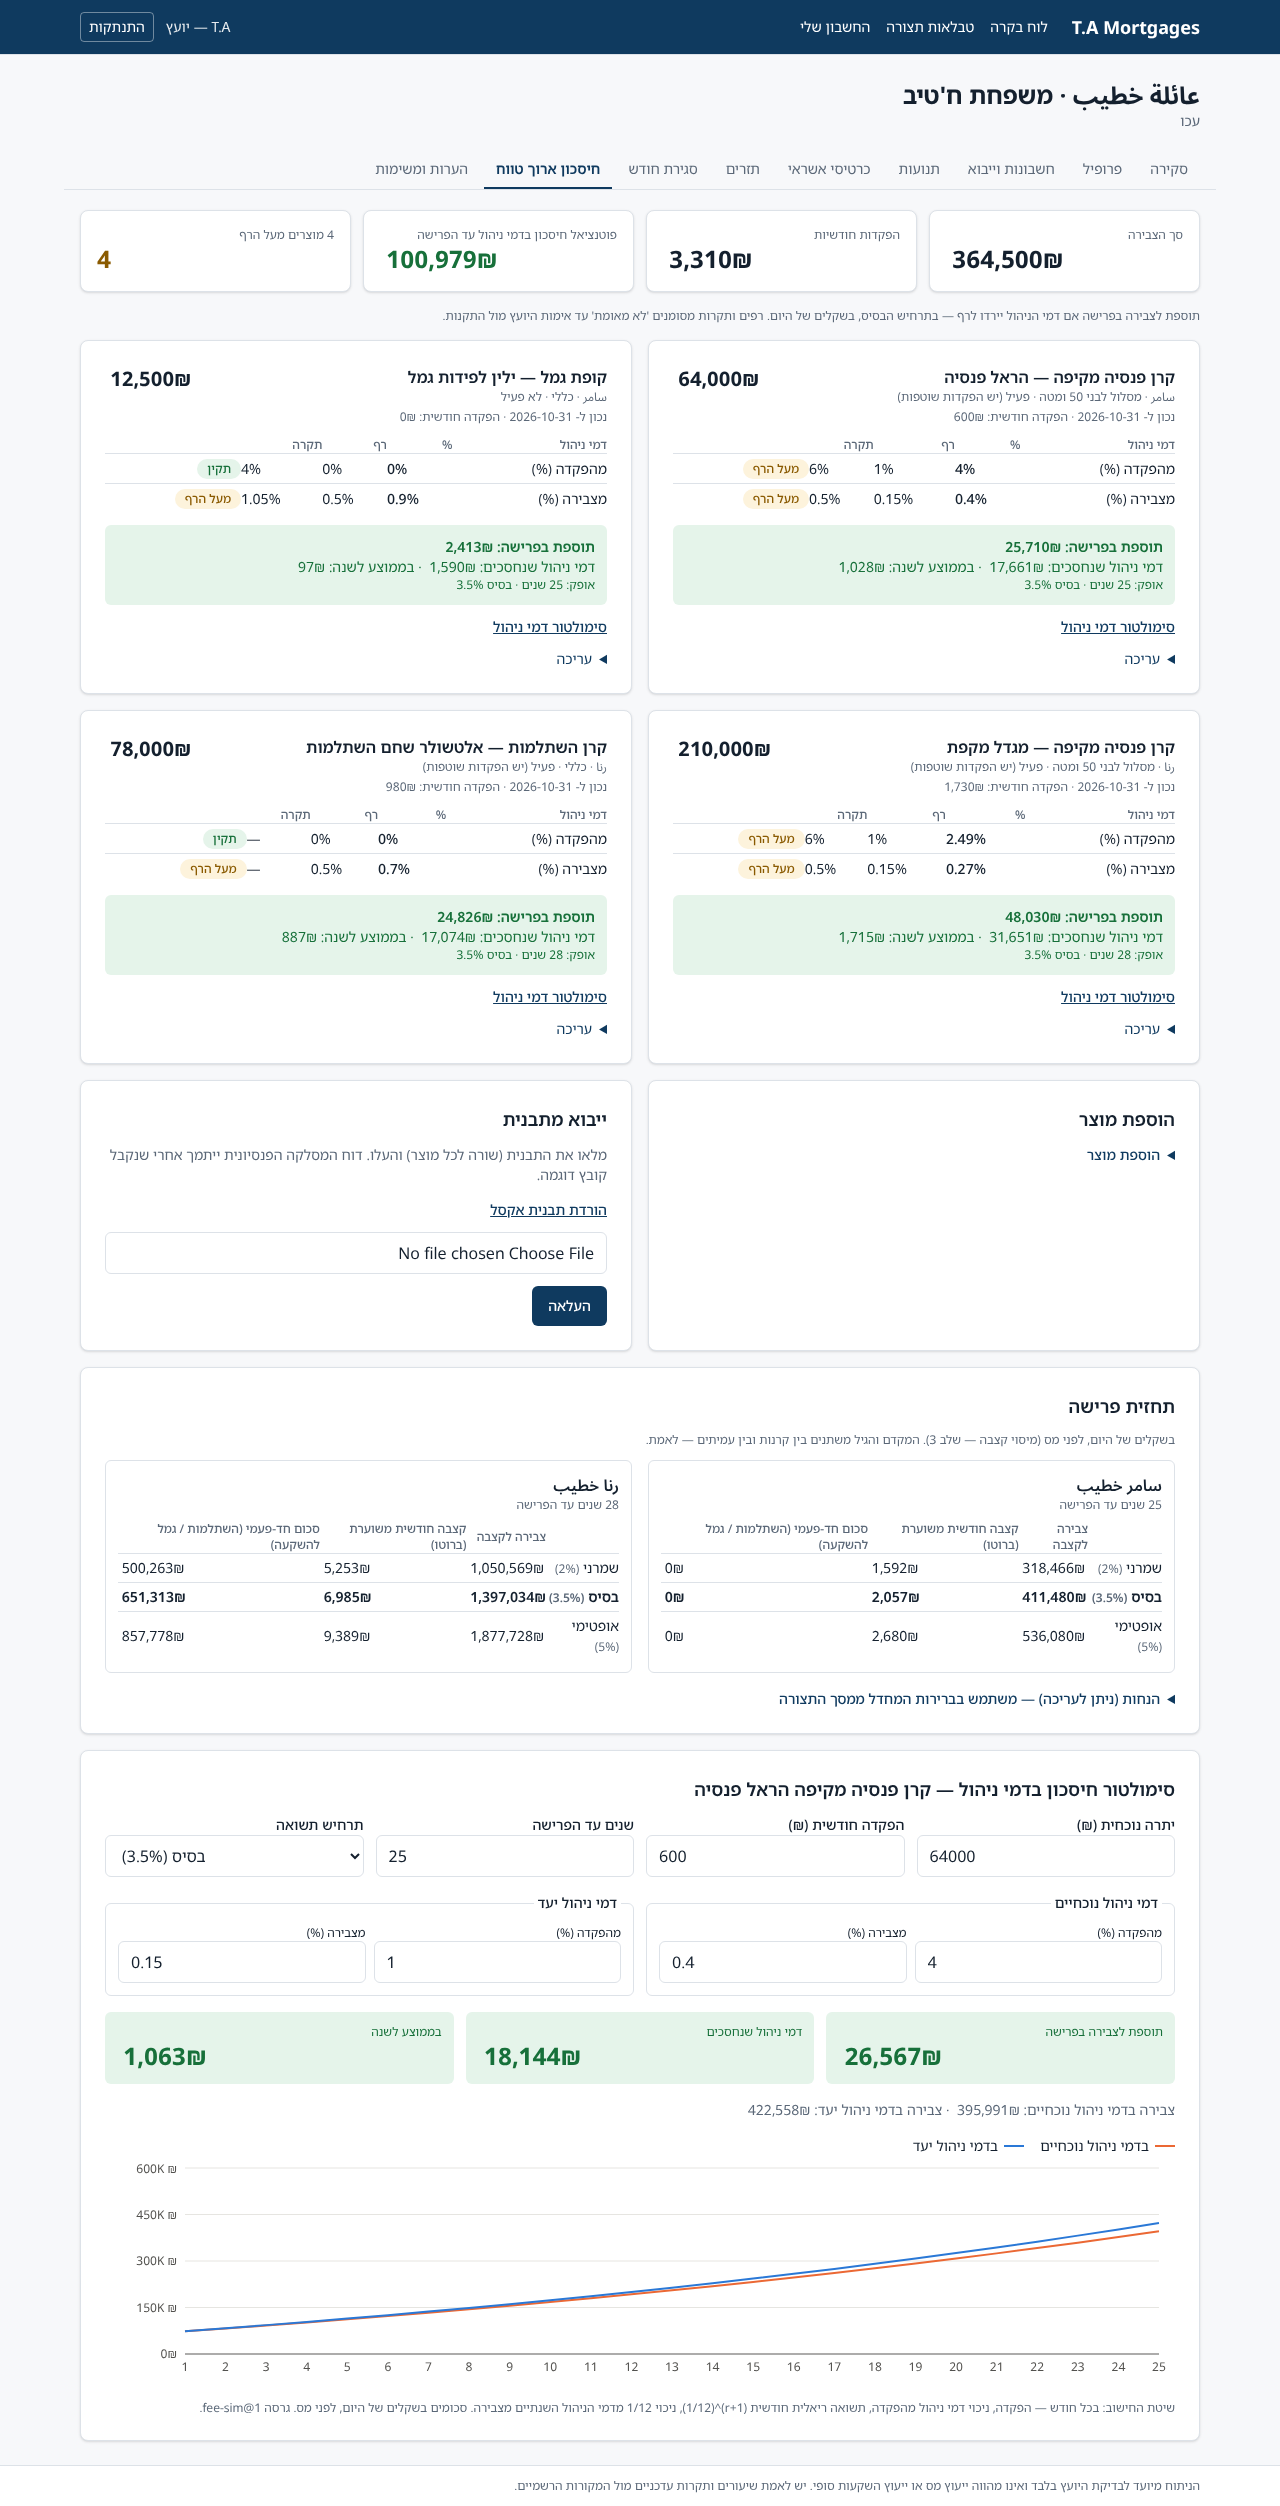 T.A Mortgages לוח בקרה טבלאות תצורה החשבון שלי T.A — יועץ התנתקות
عائلة خطيب · משפחת ח'טיב
עכו
סקירה פרופיל חשבונות וייבוא תנועות כרטיסי אשראי תזרים סגירת חודש חיסכון ארוך טווח הערות ומשימות
סך הצבירה הפקדות חודשיות פוטנציאל חיסכון בדמי ניהול עד הפרישה 4 מוצרים מעל הרף
364,500₪ 3,310₪ 100,979₪ 4
תוספת לצבירה בפרישה אם דמי הניהול יירדו לרף — בתרחיש הבסיס, בשקלים של היום. רפים ותקרות מסומנים 'לא מאומת' עד אימות היועץ מול התקנות.
קרן פנסיה מקיפה — הראל פנסיה 64,000₪
سامر · מסלול לבני 50 ומטה · פעיל (יש הפקדות שוטפות)
נכון ל- 2026-10-31 · הפקדה חודשית: 600₪
דמי ניהול % רף תקרה
מהפקדה (%) 4% 1% 6% מעל הרף
מצבירה (%) 0.4% 0.15% 0.5% מעל הרף
תוספת בפרישה: 25,710₪
דמי ניהול שנחסכים: 17,661₪ · בממוצע לשנה: 1,028₪
אופק: 25 שנים · בסיס 3.5%
סימולטור דמי ניהול
עריכה
קופת גמל — ילין לפידות גמל 12,500₪
سامر · כללי · לא פעיל
נכון ל- 2026-10-31 · הפקדה חודשית: 0₪
דמי ניהול % רף תקרה
מהפקדה (%) 0% 0% 4% תקין
מצבירה (%) 0.9% 0.5% 1.05% מעל הרף
תוספת בפרישה: 2,413₪
דמי ניהול שנחסכים: 1,590₪ · בממוצע לשנה: 97₪
אופק: 25 שנים · בסיס 3.5%
סימולטור דמי ניהול
עריכה
קרן פנסיה מקיפה — מגדל מקפת 210,000₪
رنا · מסלול לבני 50 ומטה · פעיל (יש הפקדות שוטפות)
נכון ל- 2026-10-31 · הפקדה חודשית: 1,730₪
דמי ניהול % רף תקרה
מהפקדה (%) 2.49% 1% 6% מעל הרף
מצבירה (%) 0.27% 0.15% 0.5% מעל הרף
תוספת בפרישה: 48,030₪
דמי ניהול שנחסכים: 31,651₪ · בממוצע לשנה: 1,715₪
אופק: 28 שנים · בסיס 3.5%
סימולטור דמי ניהול
עריכה
קרן השתלמות — אלטשולר שחם השתלמות 78,000₪
رنا · כללי · פעיל (יש הפקדות שוטפות)
נכון ל- 2026-10-31 · הפקדה חודשית: 980₪
דמי ניהול % רף תקרה
מהפקדה (%) 0% 0% — תקין
מצבירה (%) 0.7% 0.5% — מעל הרף
תוספת בפרישה: 24,826₪
דמי ניהול שנחסכים: 17,074₪ · בממוצע לשנה: 887₪
אופק: 28 שנים · בסיס 3.5%
סימולטור דמי ניהול
עריכה
הוספת מוצר
הוספת מוצר
ייבוא מתבנית
מלאו את התבנית (שורה לכל מוצר) והעלו. דוח המסלקה הפנסיונית ייתמך אחרי שנקבל
קובץ דוגמה.
הורדת תבנית אקסל
No file chosen Choose File
העלאה
תחזית פרישה
בשקלים של היום, לפני מס (מיסוי קצבה — שלב 3). המקדם והגיל משתנים בין קרנות ובין עמיתים — לאמת.
سامر خطيب
25 שנים עד הפרישה
צבירה לקצבה קצבה חודשית משוערת (ברוטו) סכום חד-פעמי (השתלמות / גמל להשקעה)
שמרני (2%) 318,466₪ 1,592₪ 0₪
בסיס (3.5%) 411,480₪ 2,057₪ 0₪
אופטימי (5%) 536,080₪ 2,680₪ 0₪
رنا خطيب
28 שנים עד הפרישה
צבירה לקצבה קצבה חודשית משוערת (ברוטו) סכום חד-פעמי (השתלמות / גמל להשקעה)
שמרני (2%) 1,050,569₪ 5,253₪ 500,263₪
בסיס (3.5%) 1,397,034₪ 6,985₪ 651,313₪
אופטימי (5%) 1,877,728₪ 9,389₪ 857,778₪
הנחות (ניתן לעריכה) — משתמש בברירות המחדל ממסך התצורה
סימולטור חיסכון בדמי ניהול — קרן פנסיה מקיפה הראל פנסיה
יתרה נוכחית (₪) הפקדה חודשית (₪) שנים עד הפרישה תרחיש תשואה
64000 600 25 בסיס (3.5%)
דמי ניהול נוכחיים דמי ניהול יעד
מהפקדה (%) מצבירה (%) מהפקדה (%) מצבירה (%)
4 0.4 1 0.15
תוספת לצבירה בפרישה דמי ניהול שנחסכים בממוצע לשנה
26,567₪ 18,144₪ 1,063₪
צבירה בדמי ניהול נוכחיים: 395,991₪ · צבירה בדמי ניהול יעד: 422,558₪
בדמי ניהול נוכחיים בדמי ניהול יעד
600K ₪
450K ₪
300K ₪
150K ₪
0₪
1 2 3 4 5 6 7 8 9 10 11 12 13 14 15 16 17 18 19 20 21 22 23 24 25
שיטת החישוב: בכל חודש — הפקדה, ניכוי דמי ניהול מהפקדה, תשואה ריאלית חודשית (1+r)^(1/12), ניכוי 1/12 מדמי הניהול השנתיים מצבירה. סכומים בשקלים של היום, לפני מס. גרסה fee-sim@1.
הניתוח מיועד לבדיקת היועץ בלבד ואינו מהווה ייעוץ מס או ייעוץ השקעות סופי. יש לאמת שיעורים ותקרות עדכניים מול המקורות הרשמיים.